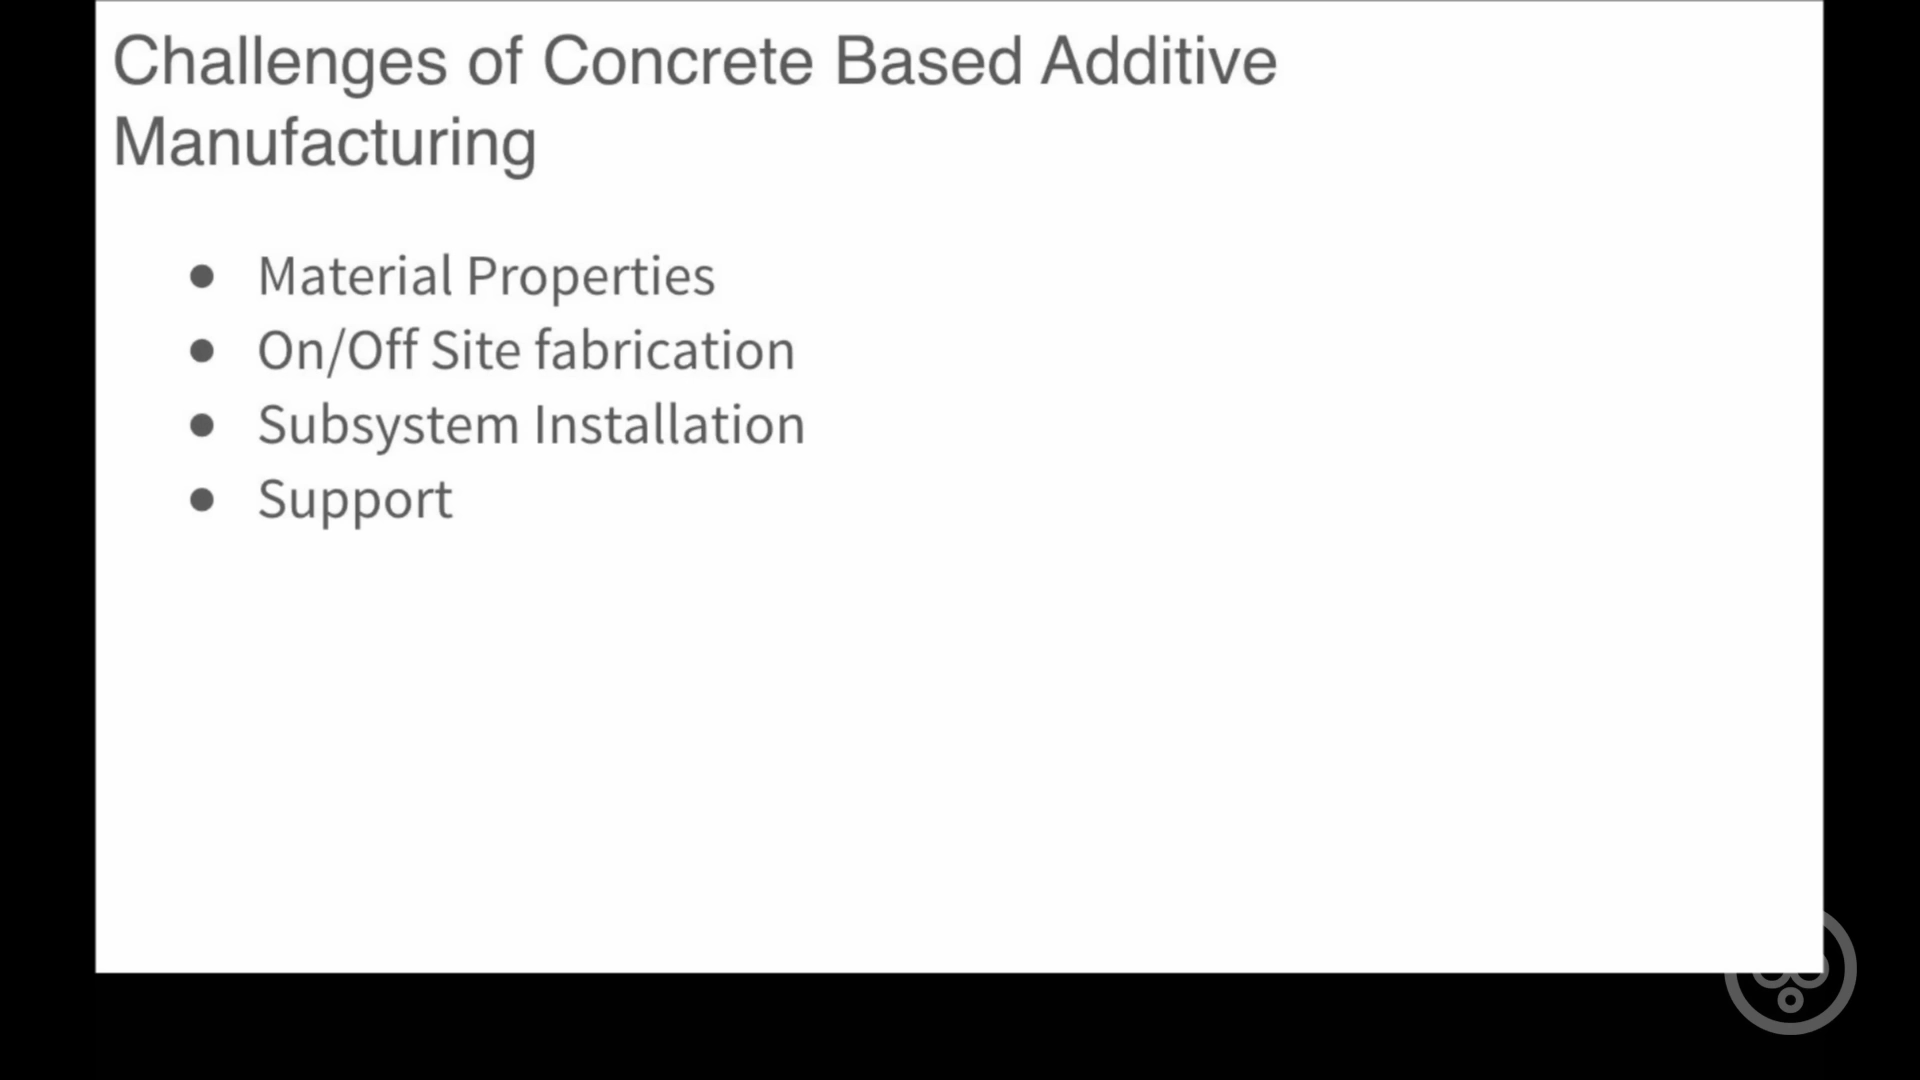 Challenges of Concrete Based Additive
Manufacturing
● Material Properties
● On/Off Site fabrication
● Subsystem Installation
● Support